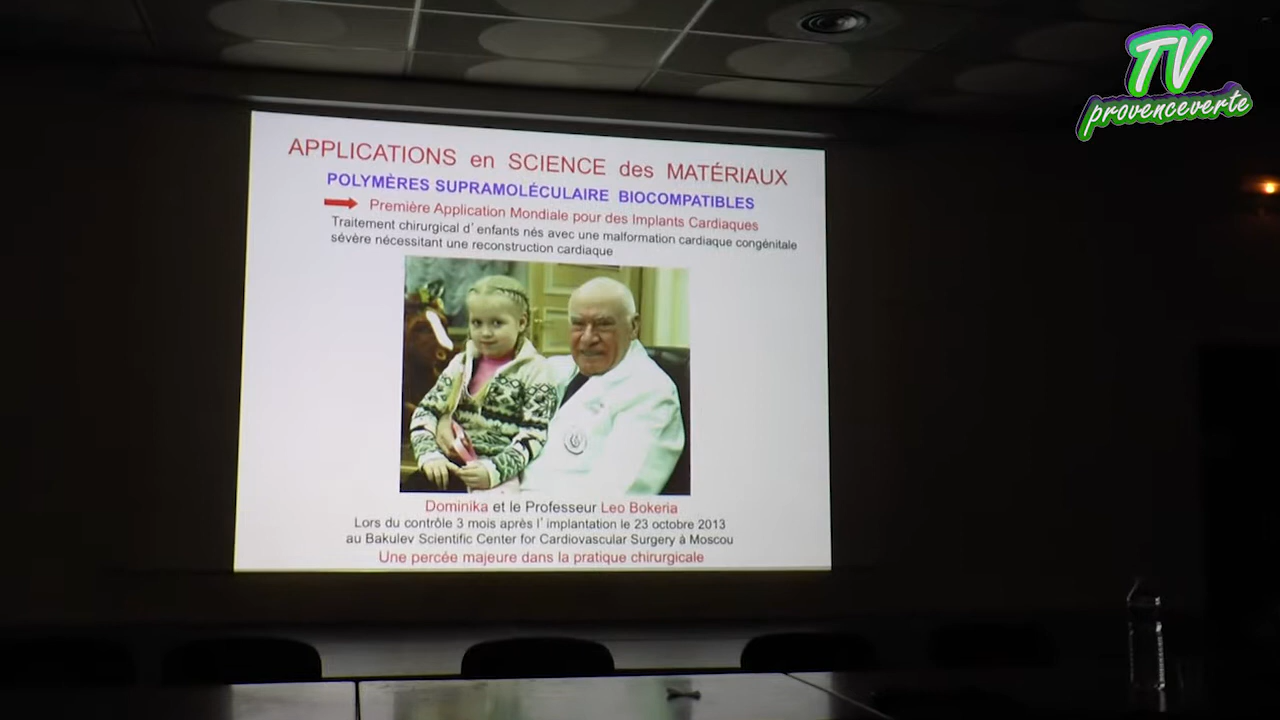 TV
provenceverte
APPLICATIONS en SCIENCE des MATÉRIAUX
POLYMÈRES SUPRAMOLÉCULAIRE BIOCOMPATIBLES
Première Application Mondiale pour des Implants Cardiaques
Traitement chirurgical d'enfants nés avec une malformation cardiaque congénitale
sévère nécessitant une reconstruction cardiaque
Dominika et le Professeur Leo Bokeria
Lors du contrôle 3 mois après l'implantation le 23 octobre 2013
au Bakulev Scientific Center for Cardiovascular Surgery à Moscou
Une percée majeure dans la pratique chirurgicale